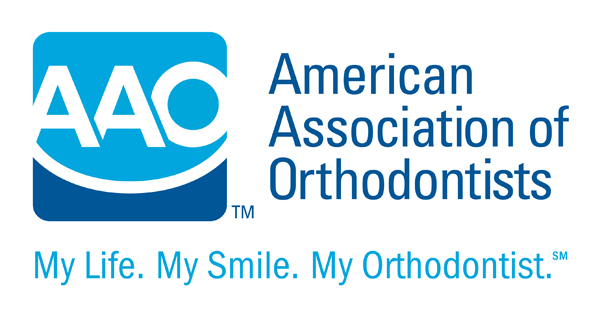 AAO
TM
American
Association of
Orthodontists
My Life. My Smile. My Orthodontist.℠